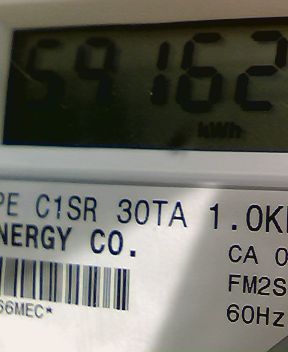 59162
kWh
PE C1SR 30TA 1.0K
NERGY CO.
CA 0
FM2S
66MEC*
60Hz